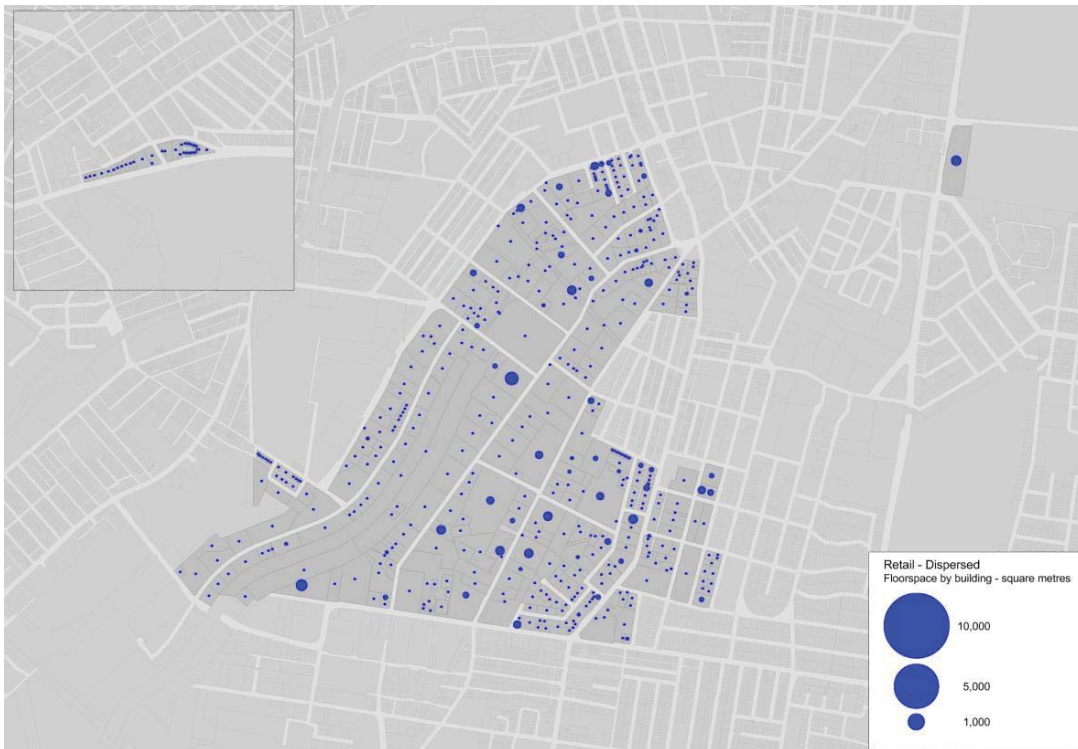 Retail - Dispersed
Floorspace by building - square metres
10,000
5,000
1,000